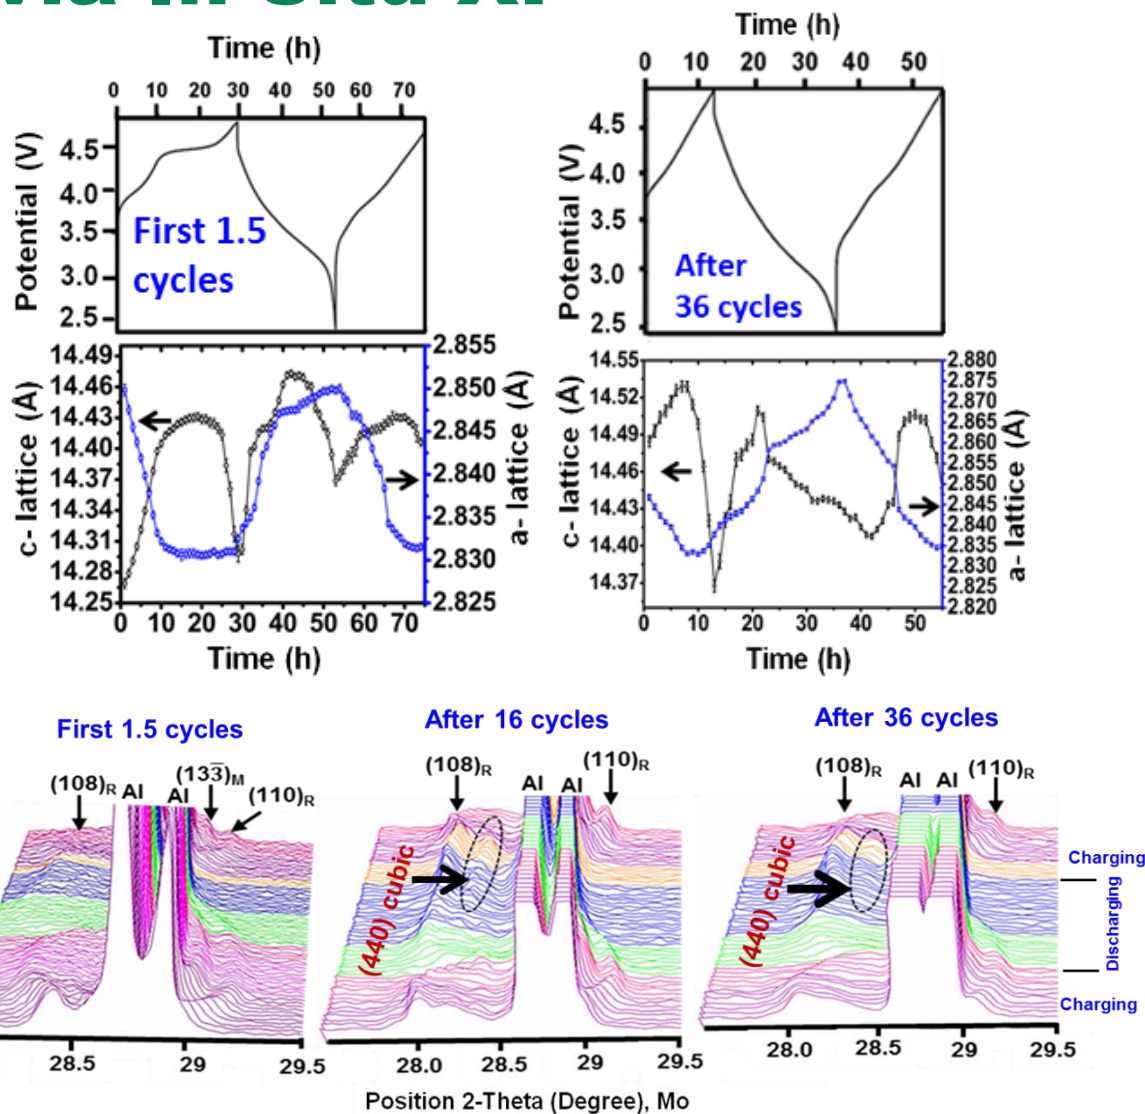 Time (h)
0 10 20 30 40 50 60 70
Potential (V)
4.5
4.0
3.5
3.0
2.5
First 1.5
cycles
c- lattice (Å)
14.49
14.46
14.43
14.40
14.37
14.34
14.31
14.28
14.25
2.855
2.850
2.845
2.840
2.835
2.830
2.825
a- lattice (Å)
0 10 20 30 40 50 60 70
Time (h)
Time (h)
0 10 20 30 40 50
Potential (V)
4.5
4.0
3.5
3.0
2.5
After
36 cycles
c- lattice (Å)
14.55
14.52
14.49
14.46
14.43
14.40
14.37
2.880
2.875
2.870
2.865
2.860
2.855
2.850
2.845
2.840
2.835
2.830
2.825
2.820
a- lattice (Å)
0 10 20 30 40 50
Time (h)
First 1.5 cycles
(108)R Al Al (133̅)M (110)R
28.5 29 29.5
After 16 cycles
(108)R Al Al (110)R
(440) cubic
28.0 28.5 29 29.5
After 36 cycles
(108)R Al Al (110)R
(440) cubic
Charging
Discharging
Charging
28.0 28.5 29 29.5
Position 2-Theta (Degree), Mo